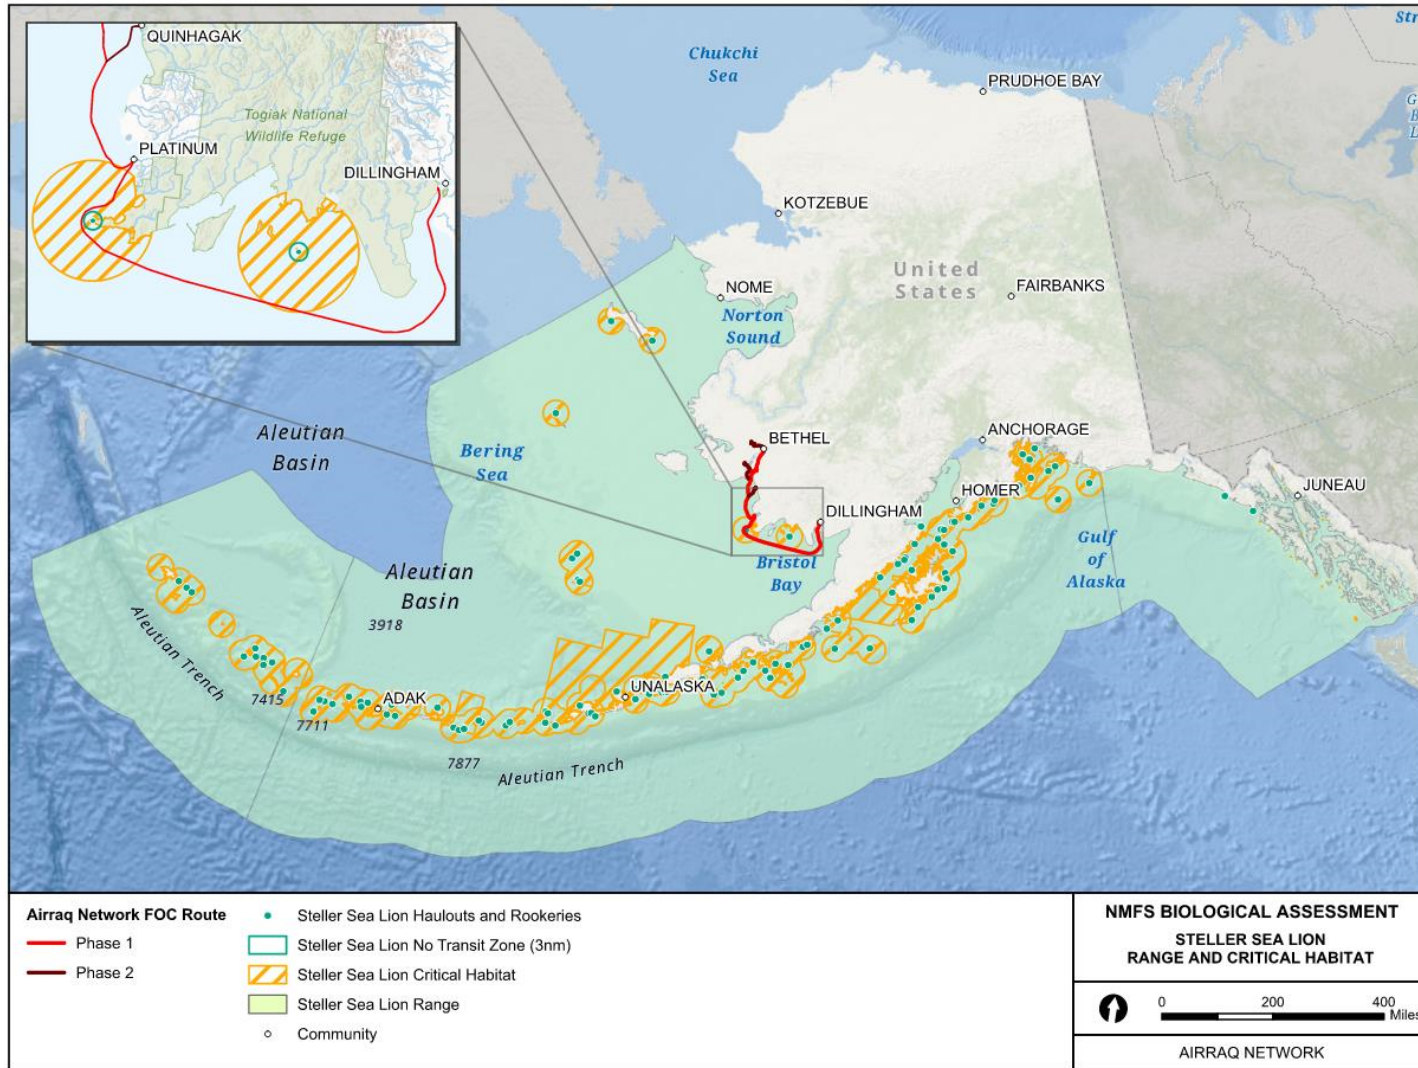 QUINHAGAK
Togiak National
Wildlife Refuge
PLATINUM
DILLINGHAM
Chukchi
Sea
PRUDHOE BAY
KOTZEBUE
United
States
FAIRBANKS
NOME
Norton
Sound
Aleutian
Basin
Bering
Sea
BETHEL
ANCHORAGE
HOMER
JUNEAU
DILLINGHAM
Bristol
Bay
Gulf
of
Alaska
Aleutian
Basin
3918
Aleutian Trench
7415
7711
ADAK
UNALASKA
7877
Aleutian Trench
Airraq Network FOC Route
Phase 1
Phase 2
Steller Sea Lion Haulouts and Rookeries
Steller Sea Lion No Transit Zone (3nm)
Steller Sea Lion Critical Habitat
Steller Sea Lion Range
Community
NMFS BIOLOGICAL ASSESSMENT
STELLER SEA LION
RANGE AND CRITICAL HABITAT
0 200 400
Miles
AIRRAQ NETWORK